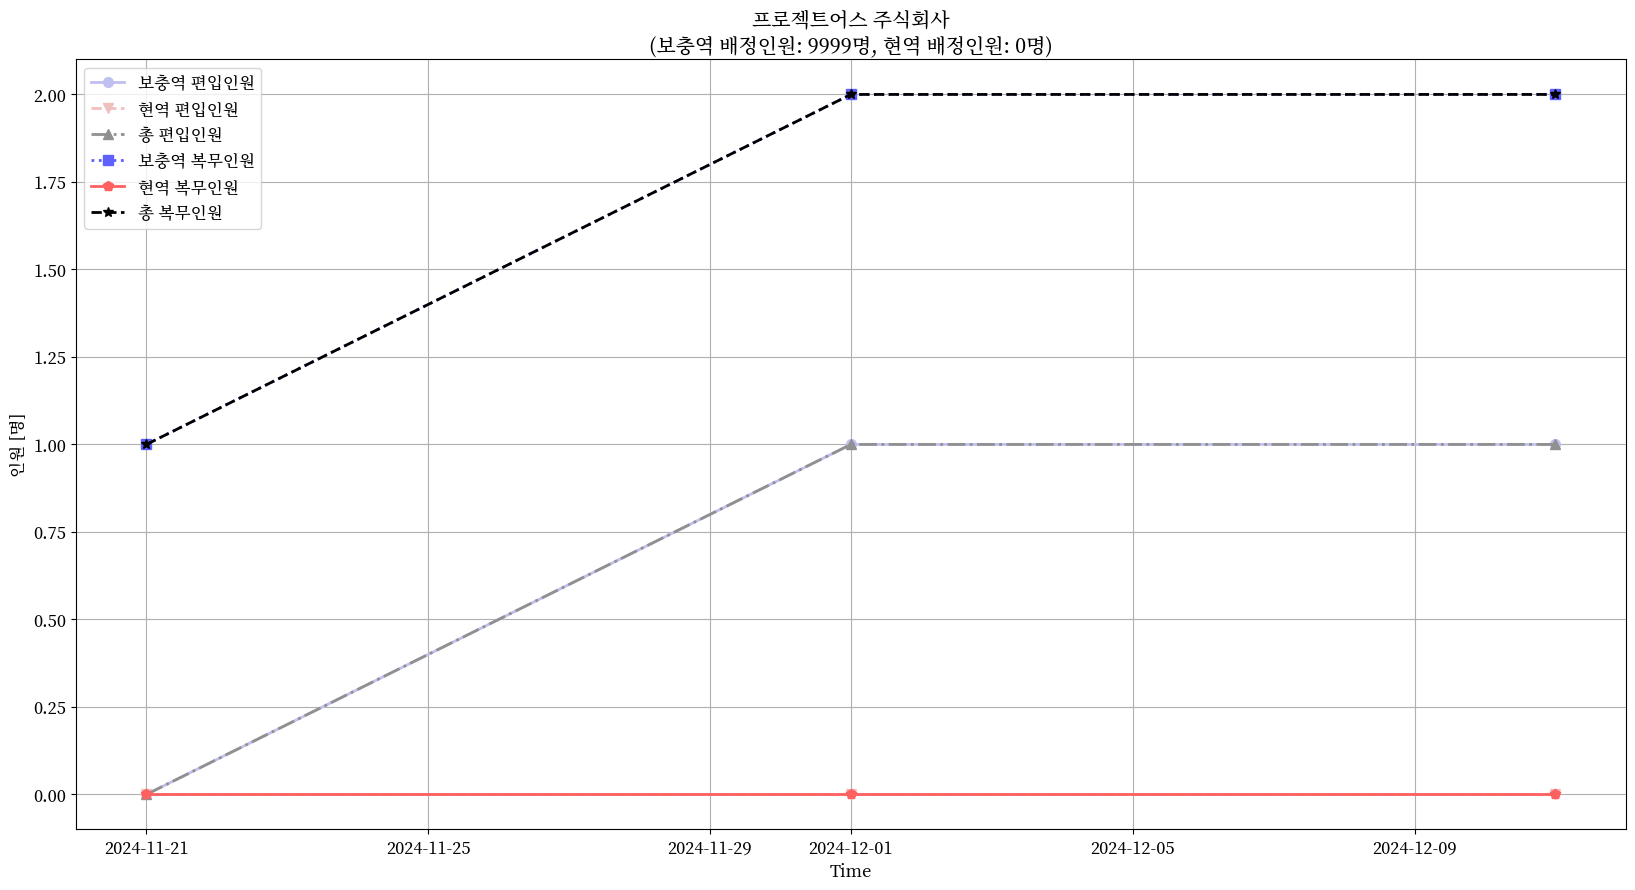 프로젝트어스 주식회사
(보충역 배정인원: 9999명, 현역 배정인원: 0명)
보충역 편입인원
현역 편입인원
총 편입인원
보충역 복무인원
현역 복무인원
총 복무인원
2.00
1.75
1.50
1.25
1.00
0.75
0.50
0.25
0.00
인원 [명]
2024-11-21 2024-11-25 2024-11-29 2024-12-01 2024-12-05 2024-12-09
Time